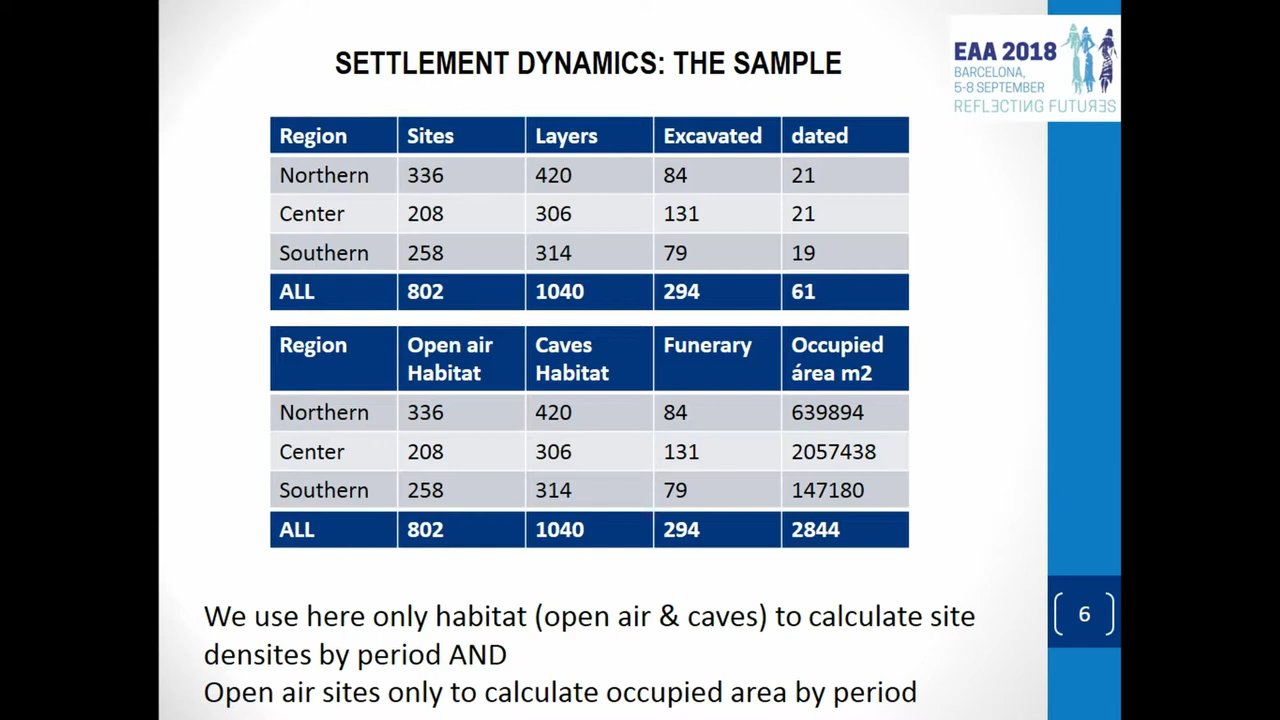 SETTLEMENT DYNAMICS: THE SAMPLE
EAA 2018
BARCELONA,
5-8 SEPTEMBER
REFLECTING FUTURES
Region Sites Layers Excavated dated
Northern 336 420 84 21
Center 208 306 131 21
Southern 258 314 79 19
ALL 802 1040 294 61
Region Open air Habitat Caves Habitat Funerary Occupied área m2
Northern 336 420 84 639894
Center 208 306 131 2057438
Southern 258 314 79 147180
ALL 802 1040 294 2844
We use here only habitat (open air & caves) to calculate site
densites by period AND
Open air sites only to calculate occupied area by period
6